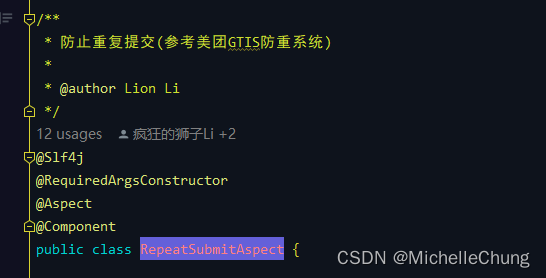 /**
* 防止重复提交(参考美团GTIS防重系统)
*
* @author Lion Li
*/
12 usages 疯狂的狮子Li +2
@Slf4j
@RequiredArgsConstructor
@Aspect
@Component
public class RepeatSubmitAspect {
CSDN @MichelleChung